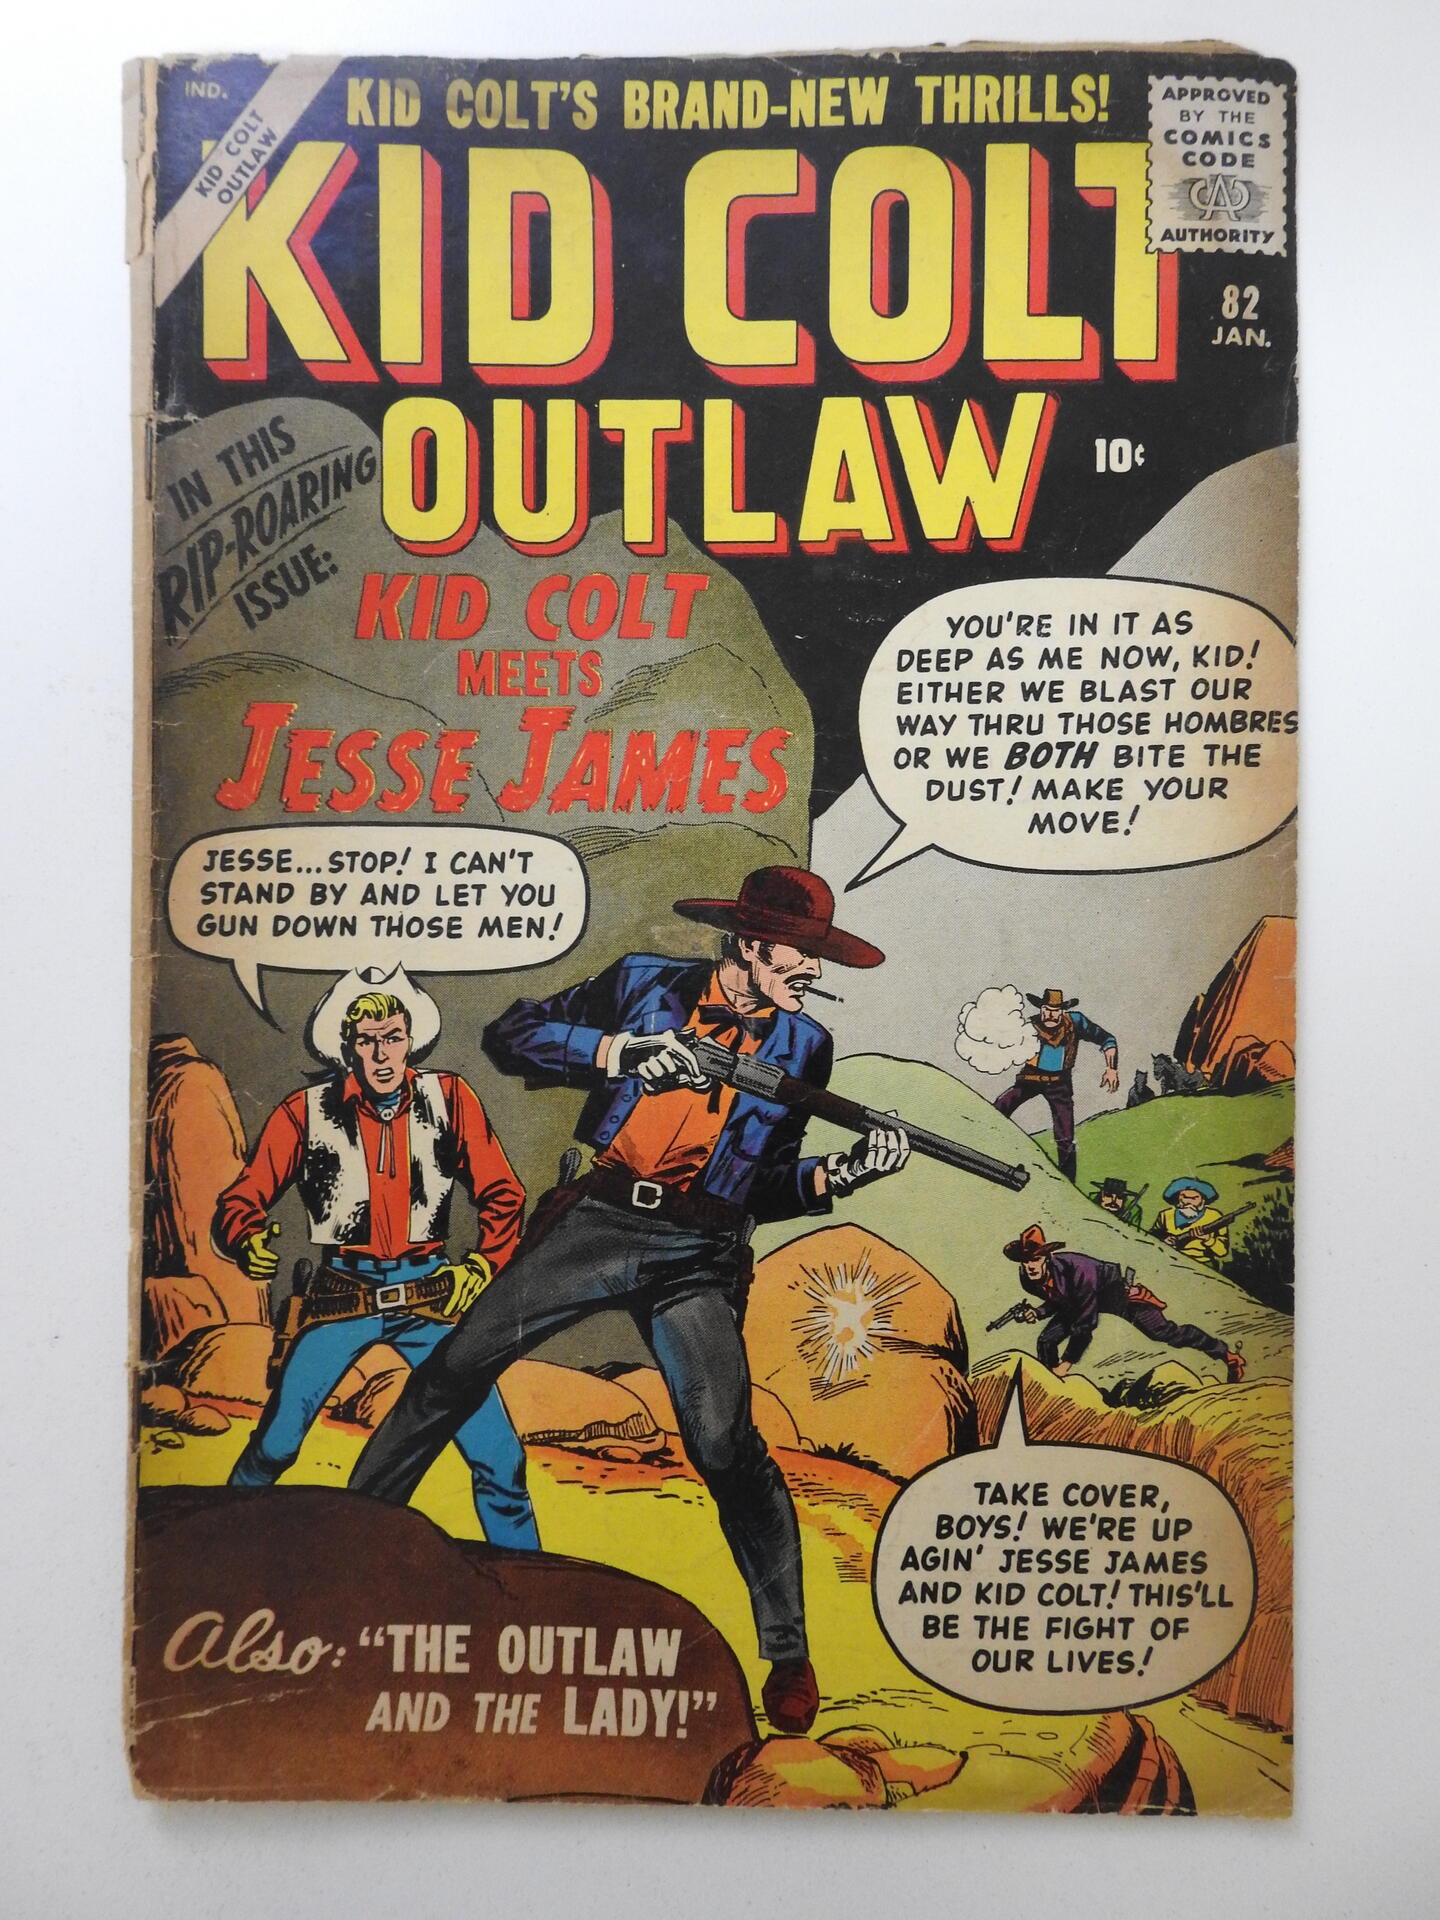 IND.
KID COLT
OUTLAW
KID COLT'S BRAND-NEW THRILLS!
APPROVED
BY THE
COMICS
CODE
CA
AUTHORITY
KID COLT
82
JAN.
OUTLAW
10¢
IN THIS
RIP-ROARING
ISSUE:
KID COLT
MEETS
JESSE JAMES
YOU'RE IN IT AS
DEEP AS ME NOW, KID!
EITHER WE BLAST OUR
WAY THRU THOSE HOMBRES
OR WE BOTH BITE THE
DUST! MAKE YOUR
MOVE!
JESSE...STOP! I CAN'T
STAND BY AND LET YOU
GUN DOWN THOSE MEN!
TAKE COVER,
BOYS! WE'RE UP
AGIN' JESSE JAMES
AND KID COLT! THIS'LL
BE THE FIGHT OF
OUR LIVES!
Also: "THE OUTLAW
AND THE LADY!"